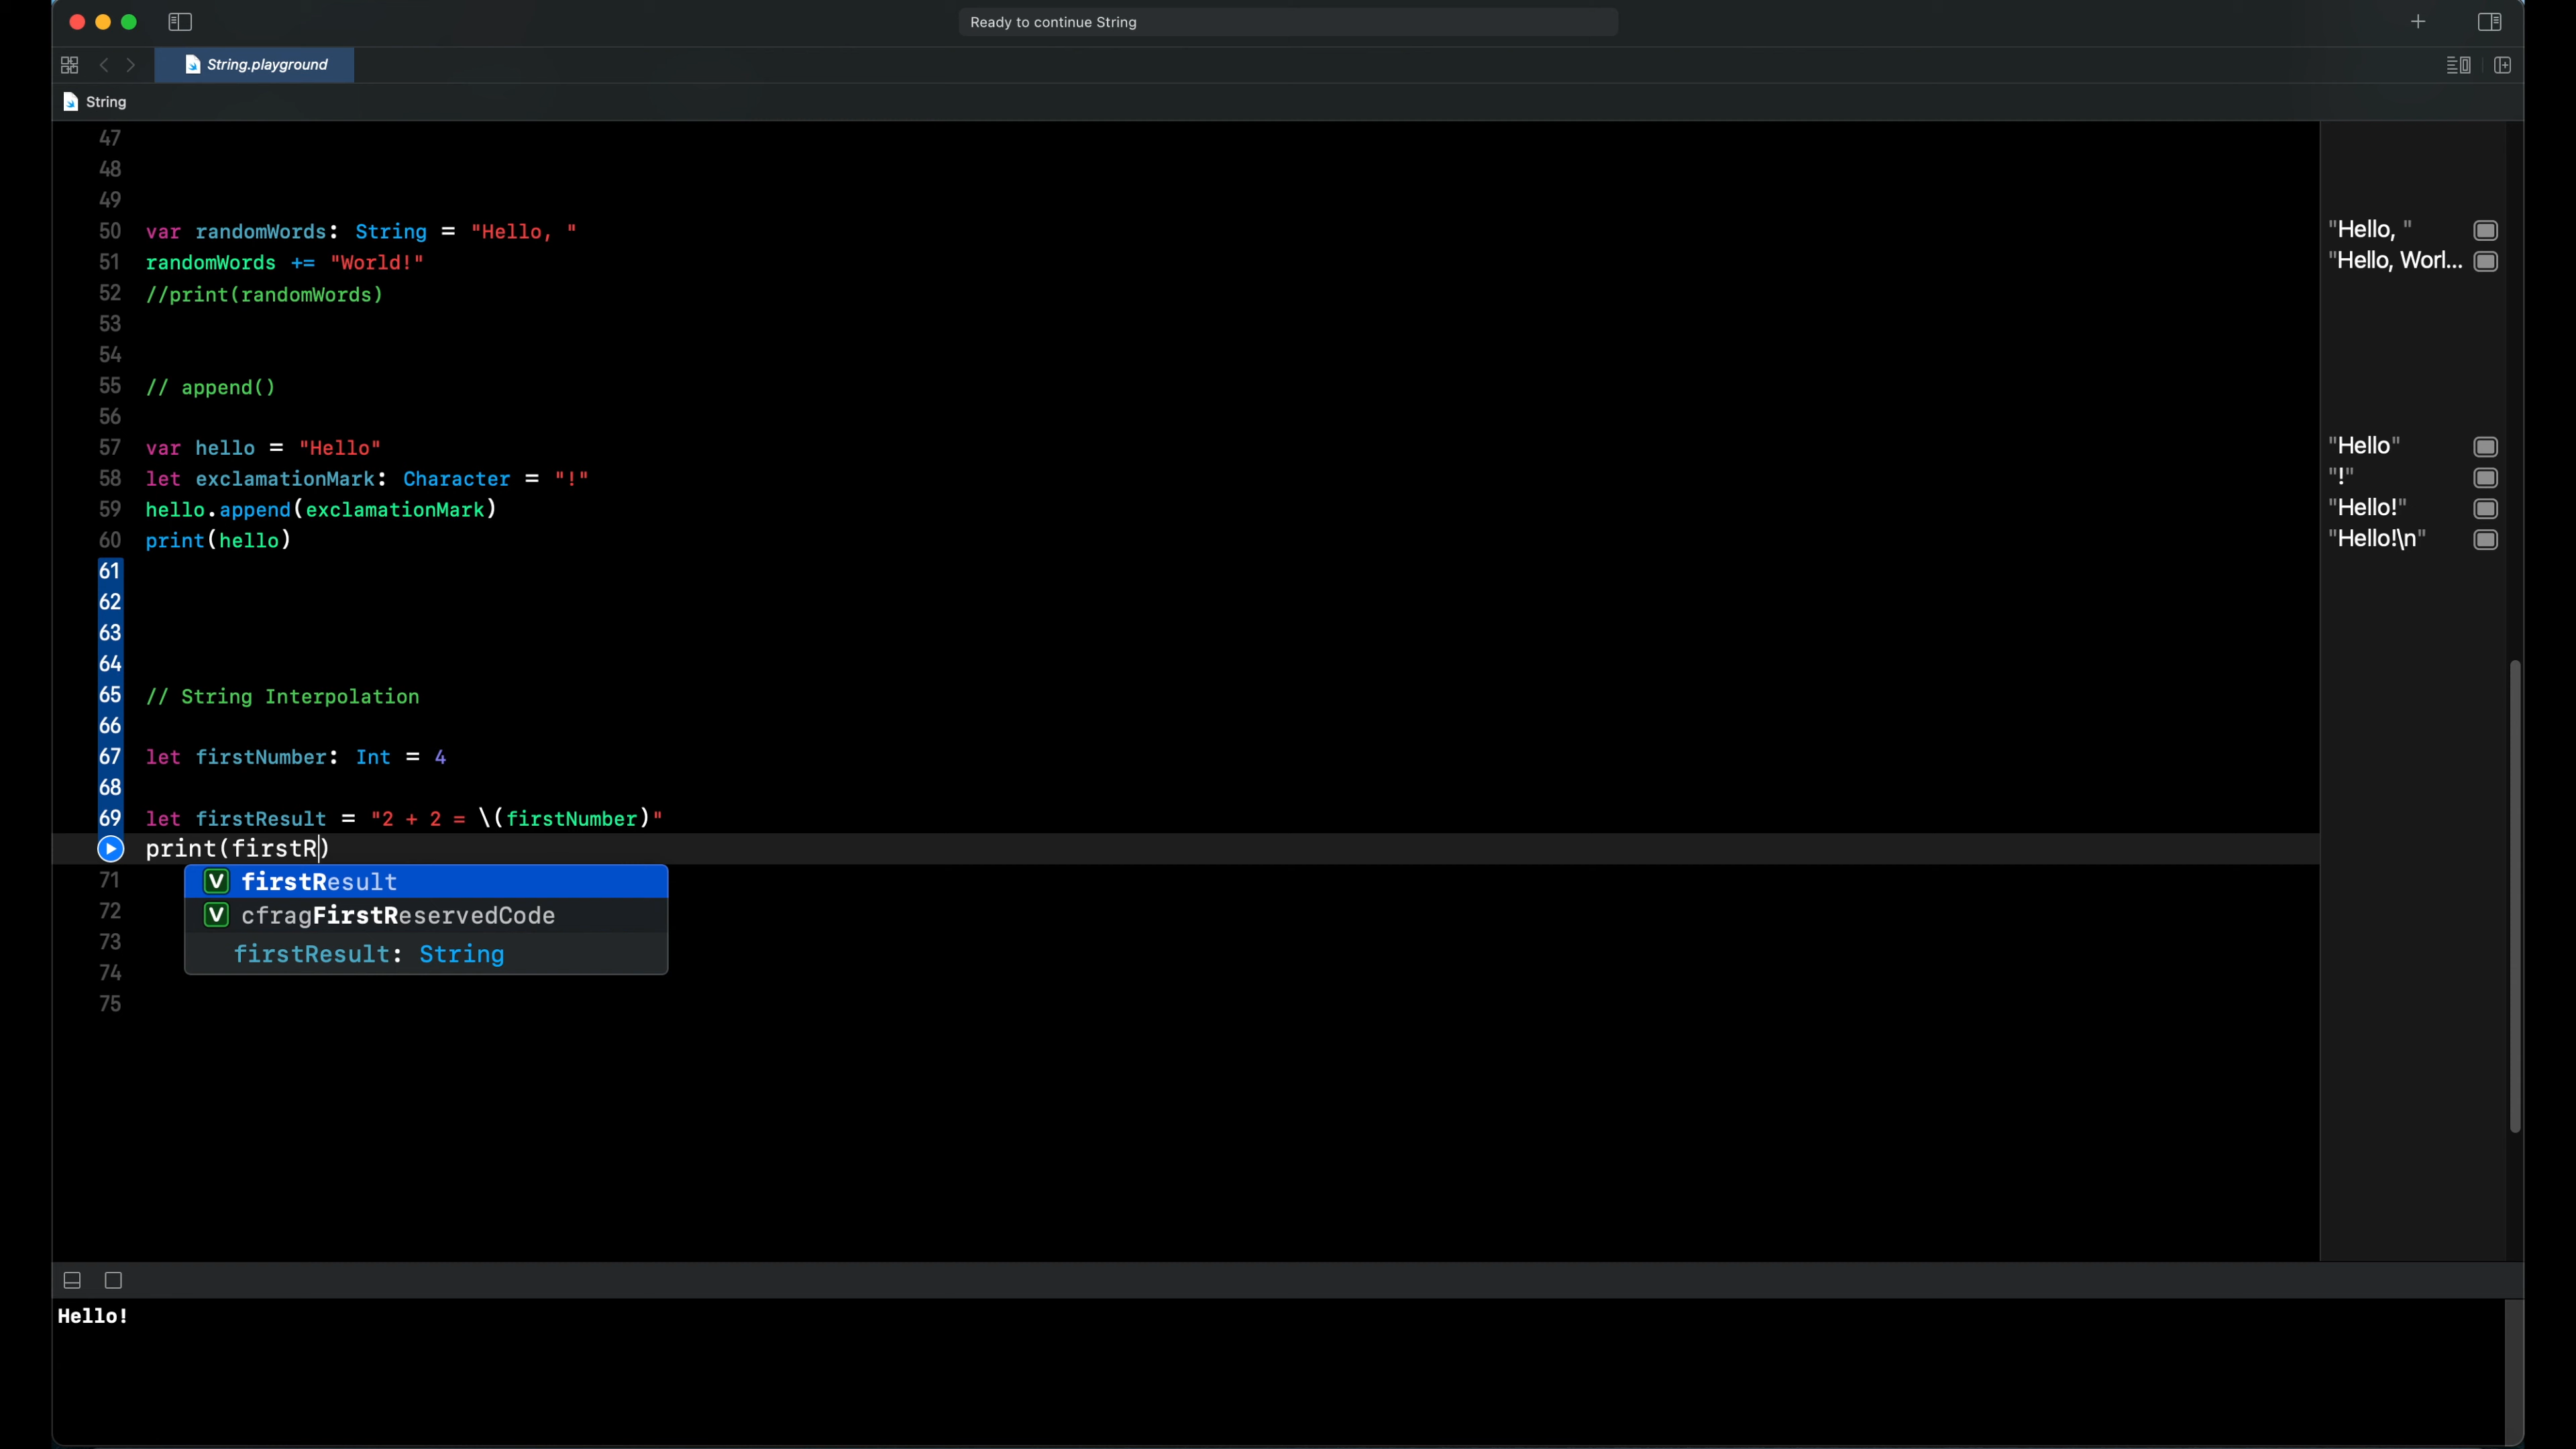 Ready to continue String
String.playground
String
47
48
49
50 var randomWords: String = "Hello, " "Hello, "
51 randomWords += "World!" "Hello, Worl...
52 //print(randomWords)
53
54
55 // append()
56
57 var hello = "Hello" "Hello"
58 let exclamationMark: Character = "!" "!"
59 hello.append(exclamationMark) "Hello!"
60 print(hello) "Hello!\n"
61
62
63
64
65 // String Interpolation
66
67 let firstNumber: Int = 4
68
69 let firstResult = "2 + 2 = \(firstNumber)"
print(firstR)
71 V firstResult
72 V cfragFirstReservedCode
73 firstResult: String
74
75
Hello!